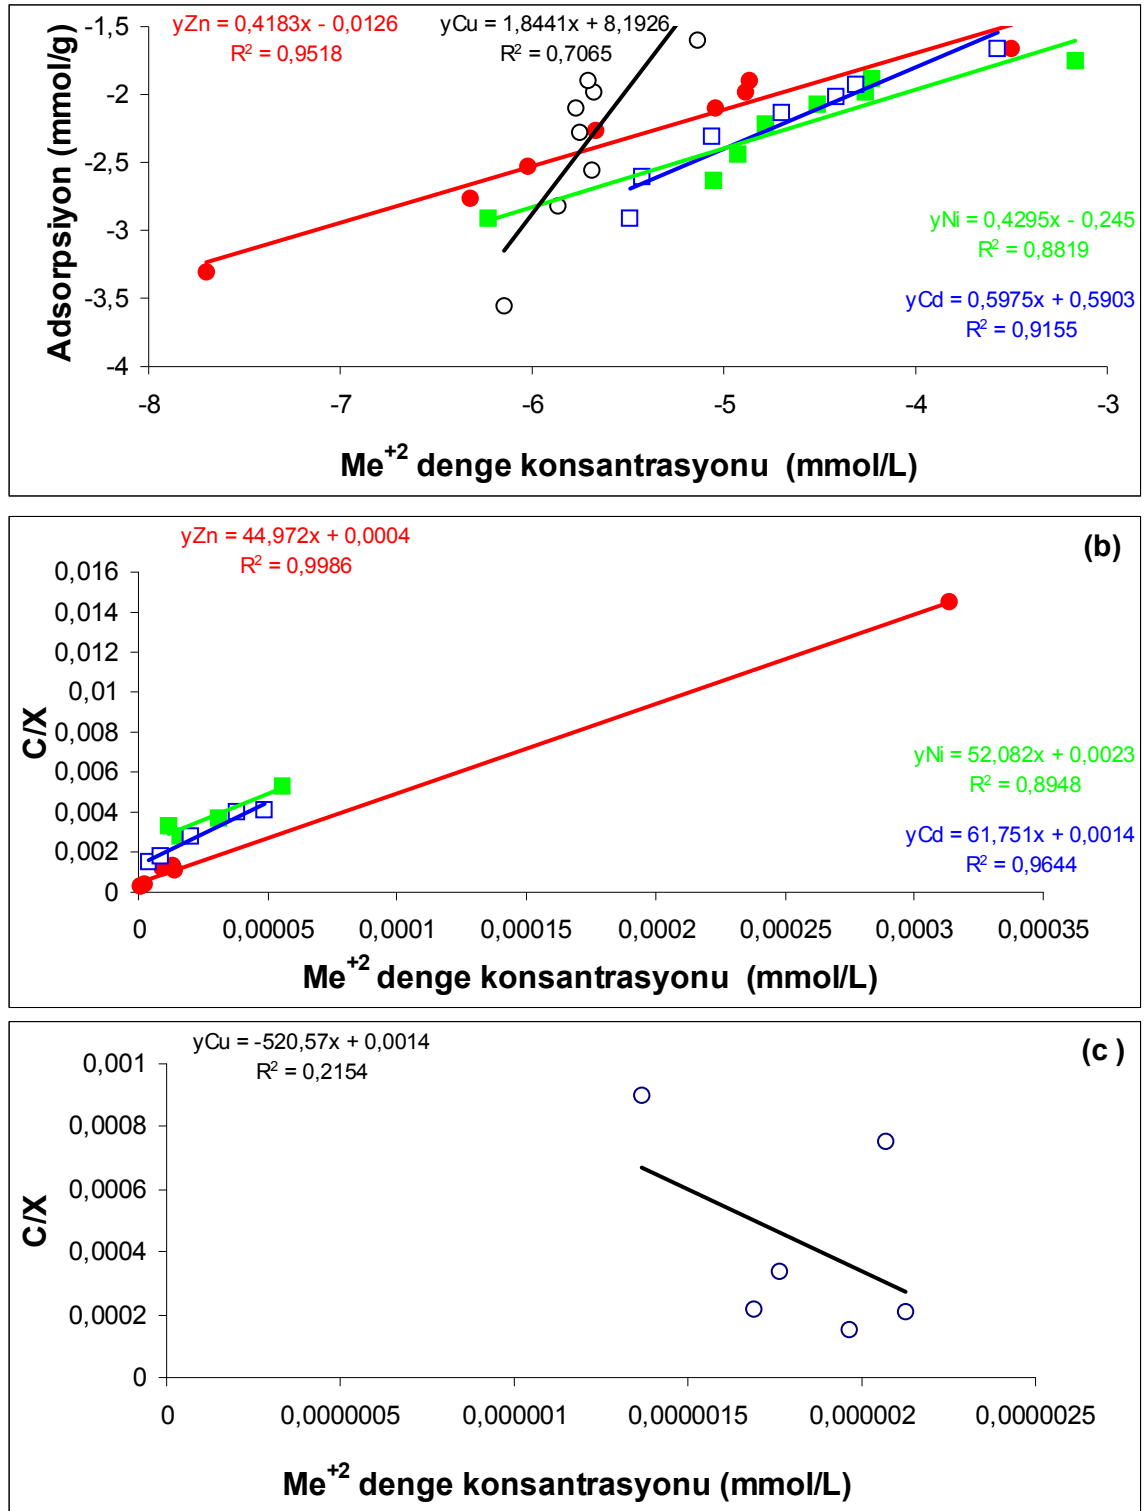 yZn = 0,4183x - 0,0126
R² = 0,9518
yCu = 1,8441x + 8,1926
R² = 0,7065
Adsorpsiyon (mmol/g)
-1,5
-2
-2,5
-3
-3,5
-4
yNi = 0,4295x - 0,245
R² = 0,8819
yCd = 0,5975x + 0,5903
R² = 0,9155
-8 -7 -6 -5 -4 -3
Me⁺² denge konsantrasyonu (mmol/L)
yZn = 44,972x + 0,0004
R² = 0,9986
(b)
C/X
0,016
0,014
0,012
0,01
0,008
0,006
0,004
0,002
0
yNi = 52,082x + 0,0023
R² = 0,8948
yCd = 61,751x + 0,0014
R² = 0,9644
0 0,00005 0,0001 0,00015 0,0002 0,00025 0,0003 0,00035
Me⁺² denge konsantrasyonu (mmol/L)
yCu = -520,57x + 0,0014
R² = 0,2154
(c )
C/X
0,001
0,0008
0,0006
0,0004
0,0002
0
0 0,0000005 0,000001 0,0000015 0,000002 0,0000025
Me⁺² denge konsantrasyonu (mmol/L)